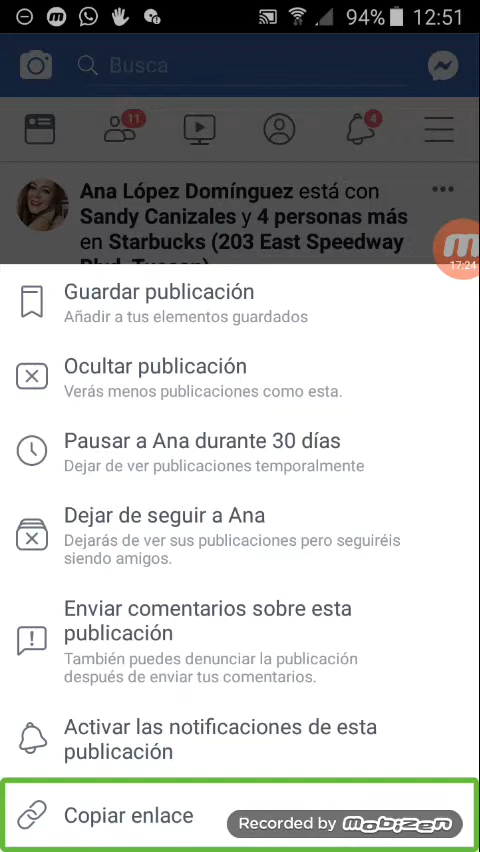 94% 12:51
Busca
11
4
Ana López Domínguez está con
Sandy Canizales y 4 personas más
en Starbucks (203 East Speedway
Blvd, Tucson)
17:24
Guardar publicación
Añadir a tus elementos guardados
Ocultar publicación
Verás menos publicaciones como esta.
Pausar a Ana durante 30 días
Dejar de ver publicaciones temporalmente
Dejar de seguir a Ana
Dejarás de ver sus publicaciones pero seguiréis
siendo amigos.
Enviar comentarios sobre esta
publicación
También puedes denunciar la publicación
después de enviar tus comentarios.
Activar las notificaciones de esta
publicación
Copiar enlace
Recorded by mobizen